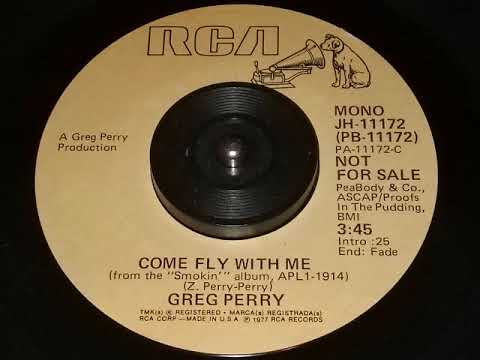 RCA
A Greg Perry
Production
MONO
JH-11172
(PB-11172)
PA-11172-C
NOT
FOR SALE
PeaBody & Co.,
ASCAP/Proofs
In The Pudding,
BMI
3:45
Intro :25
End: Fade
COME FLY WITH ME
(from the "Smokin'" album, APL1-1914)
(Z. Perry-Perry)
GREG PERRY
TMK(s) ® REGISTERED • MARCA(s) REGISTRADA(s)
RCA CORP—MADE IN U.S.A ℗ 1977 RCA RECORDS